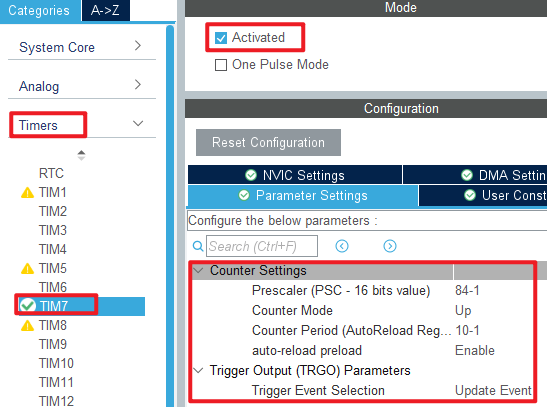 Categories A->Z
System Core
Analog
Timers
RTC
TIM1
TIM2
TIM3
TIM4
TIM5
TIM6
TIM7
TIM8
TIM9
TIM10
TIM11
TIM12
Mode
Activated
One Pulse Mode
Configuration
Reset Configuration
NVIC Settings DMA Settin
Parameter Settings User Const
Configure the below parameters :
Search (Ctrl+F)
Counter Settings
Prescaler (PSC - 16 bits value) 84-1
Counter Mode Up
Counter Period (AutoReload Reg... 10-1
auto-reload preload Enable
Trigger Output (TRGO) Parameters
Trigger Event Selection Update Event